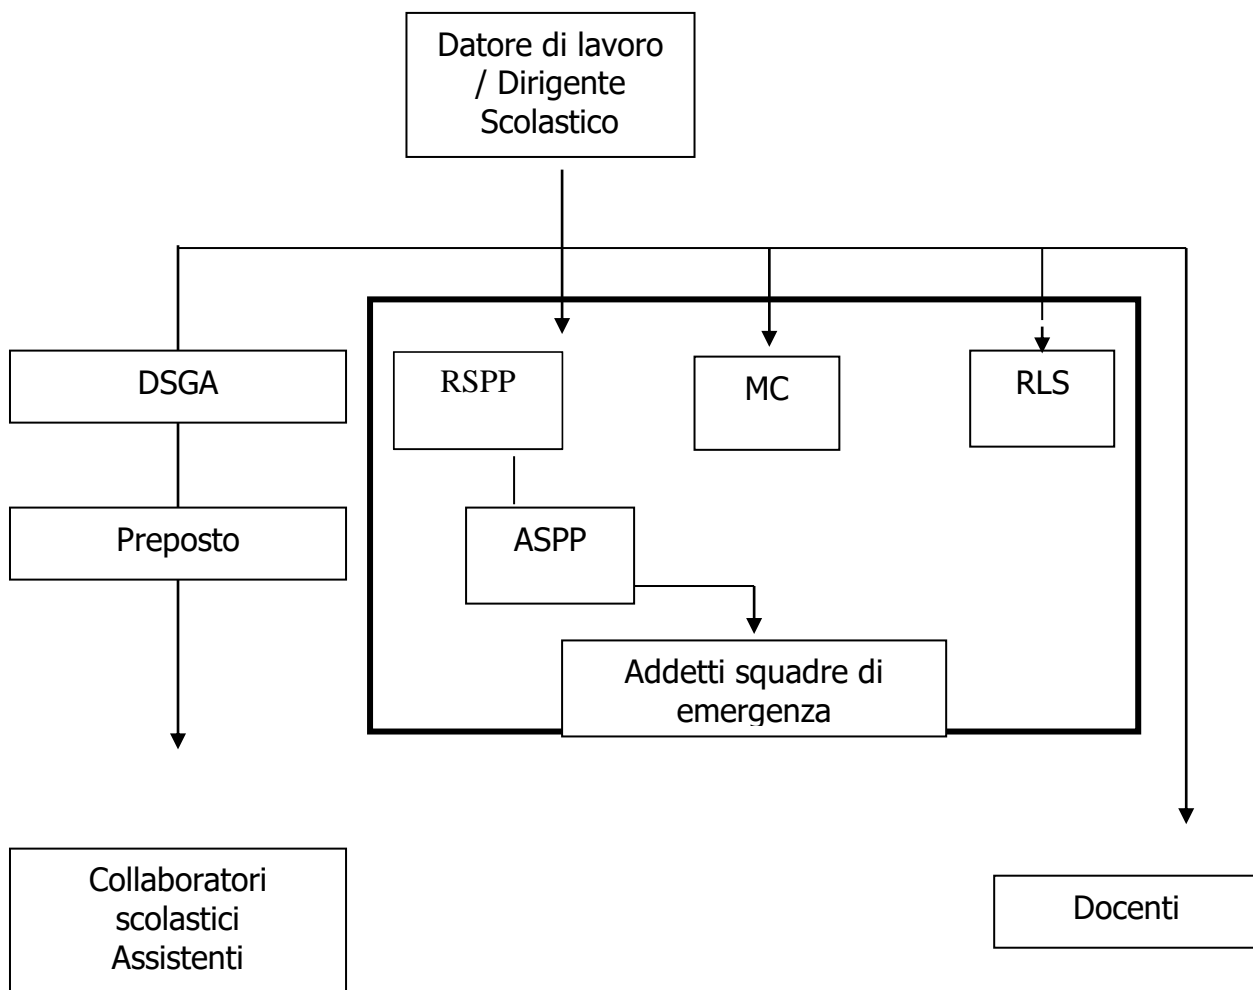 Datore di lavoro
/ Dirigente
Scolastico
DSGA
RSPP
MC
RLS
Preposto
ASPP
Addetti squadre di
emergenza
Collaboratori
scolastici
Assistenti
Docenti